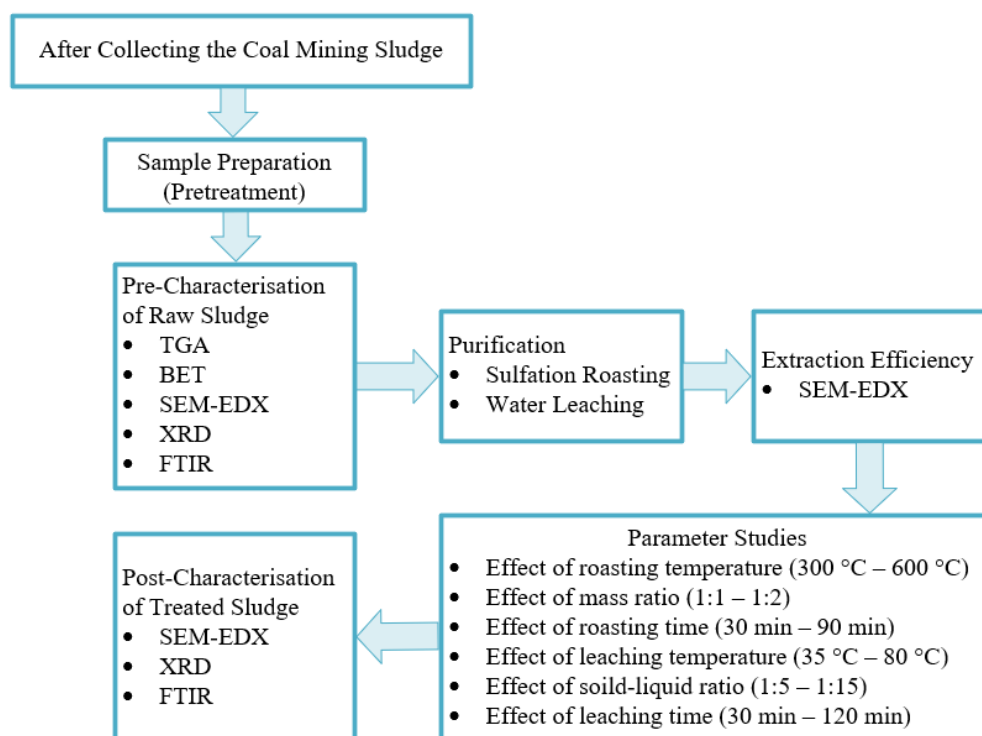 After Collecting the Coal Mining Sludge
Sample Preparation
(Pretreatment)
Pre-Characterisation
of Raw Sludge
• TGA
• BET
• SEM-EDX
• XRD
• FTIR
Purification
• Sulfation Roasting
• Water Leaching
Extraction Efficiency
• SEM-EDX
Parameter Studies
• Effect of roasting temperature (300 °C – 600 °C)
• Effect of mass ratio (1:1 – 1:2)
• Effect of roasting time (30 min – 90 min)
• Effect of leaching temperature (35 °C – 80 °C)
• Effect of soild-liquid ratio (1:5 – 1:15)
• Effect of leaching time (30 min – 120 min)
Post-Characterisation
of Treated Sludge
• SEM-EDX
• XRD
• FTIR